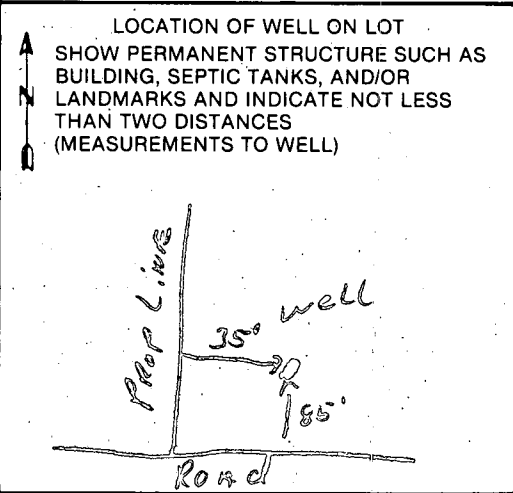 LOCATION OF WELL ON LOT
SHOW PERMANENT STRUCTURE SUCH AS
BUILDING, SEPTIC TANKS, AND/OR
N
LANDMARKS AND INDICATE NOT LESS
THAN TWO DISTANCES
(MEASUREMENTS TO WELL)
PROP LINE
35'
well
85'
Road